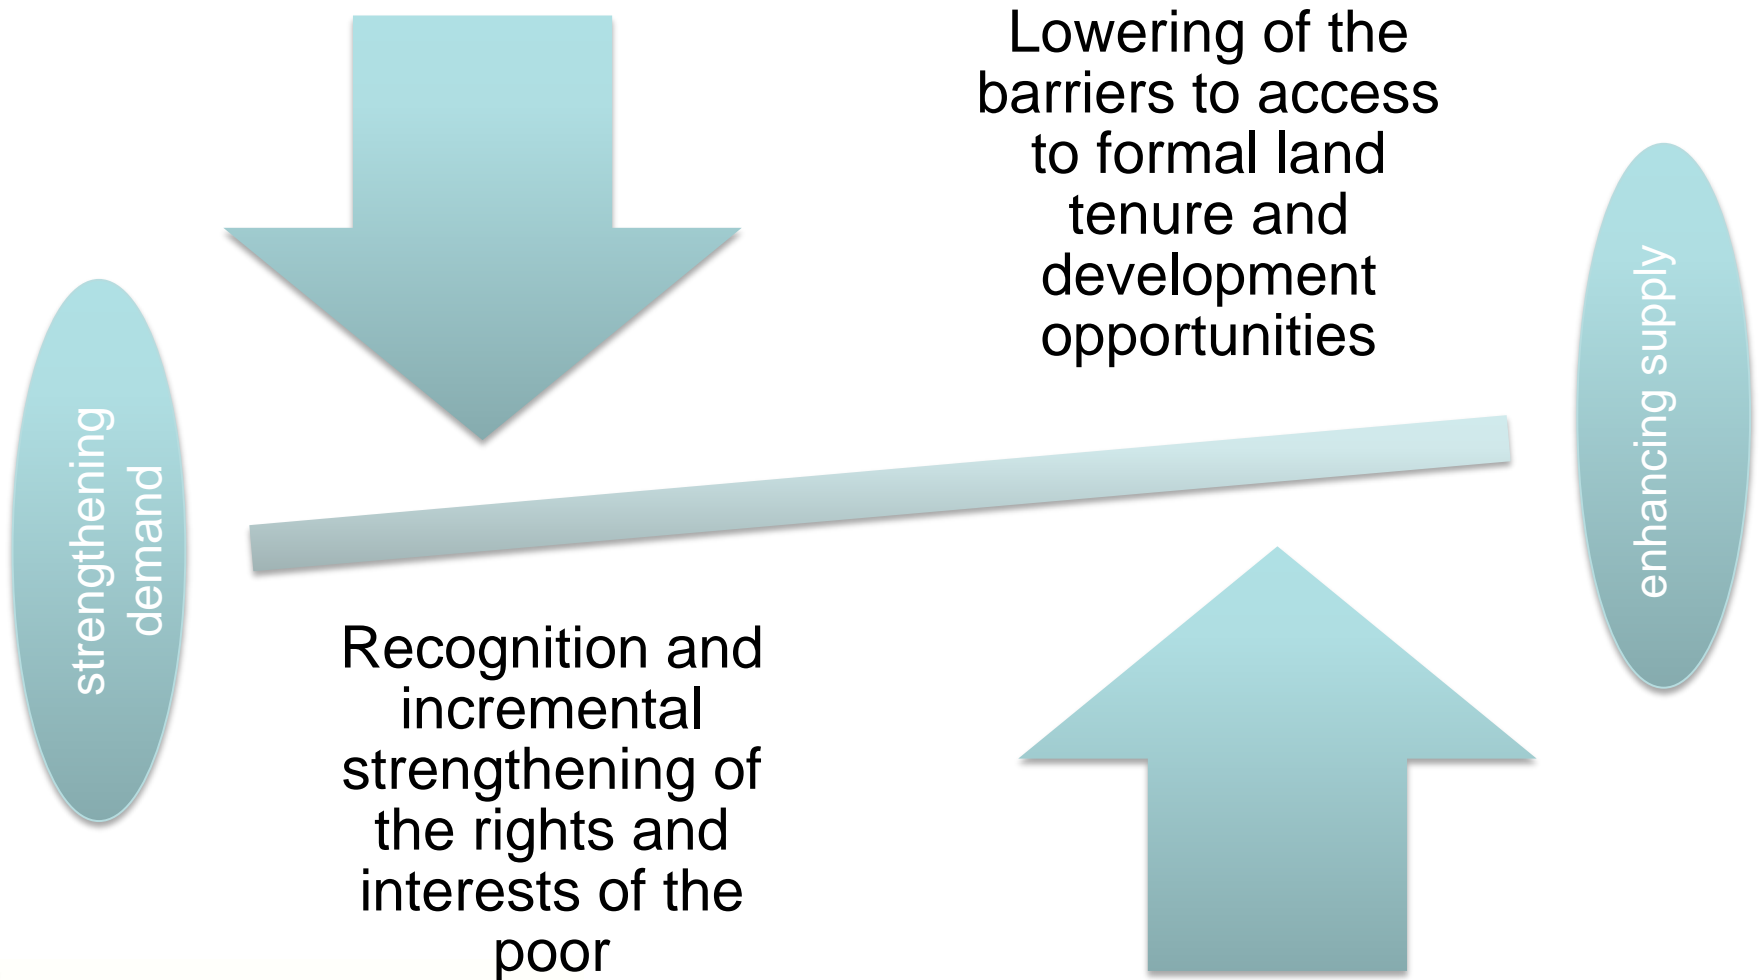 Lowering of the
barriers to access
to formal land
tenure and
development
opportunities
strengthening
demand
enhancing supply
Recognition and
incremental
strengthening of
the rights and
interests of the
poor